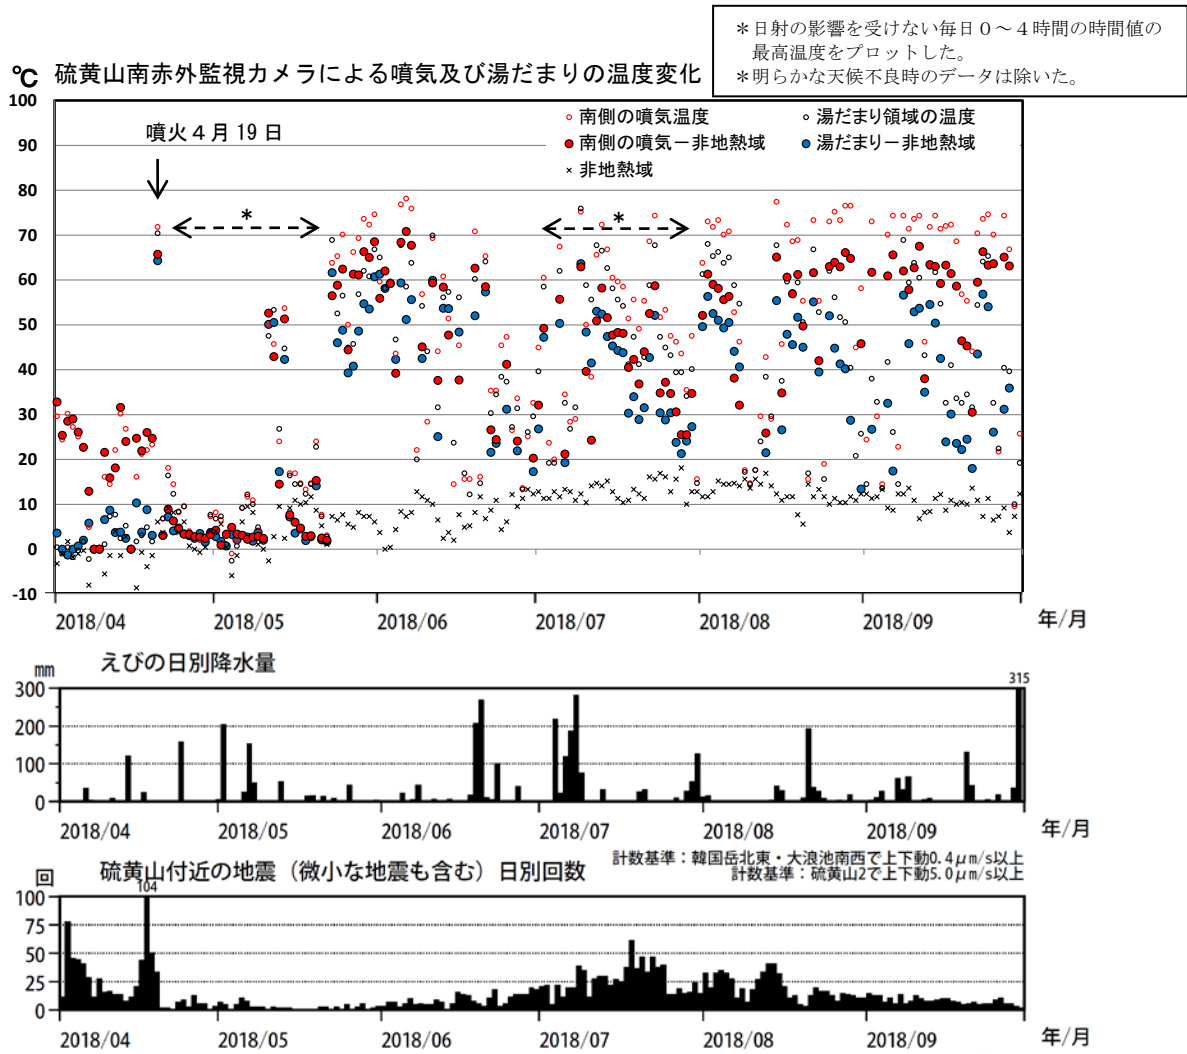 ＊日射の影響を受けない毎日０～４時間の時間値の
最高温度をプロットした。
＊明らかな天候不良時のデータは除いた。
℃ 硫黄山南赤外監視カメラによる噴気及び湯だまりの温度変化
100
90
80
70
60
50
40
30
20
10
0
-10
噴火４月19日
*
*
南側の噴気温度
湯だまり領域の温度
南側の噴気－非地熱域
湯だまり－非地熱域
非地熱域
2018/04 2018/05 2018/06 2018/07 2018/08 2018/09 年/月
mm えびの日別降水量
315
300
200
100
0
2018/04 2018/05 2018/06 2018/07 2018/08 2018/09 年/月
計数基準：韓国岳北東・大浪池南西で上下動0.4μm/s以上
回 硫黄山付近の地震（微小な地震も含む）日別回数
計数基準：硫黄山2で上下動5.0μm/s以上
104
100
75
50
25
0
2018/04 2018/05 2018/06 2018/07 2018/08 2018/09 年/月